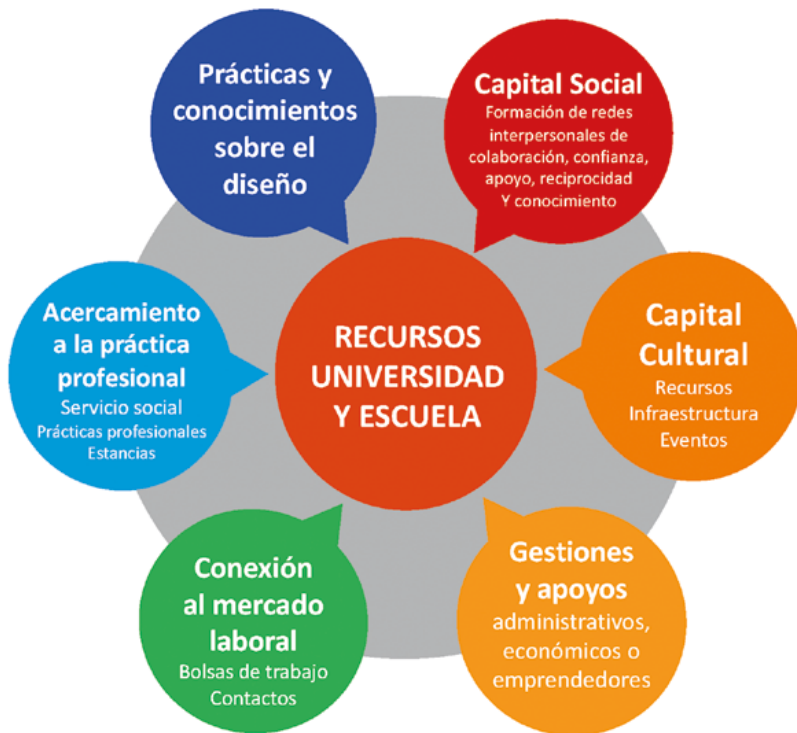 Prácticas y
conocimientos
sobre el
diseño
Capital Social
Formación de redes
interpersonales de
colaboración, confianza,
apoyo, reciprocidad
Y conocimiento
Acercamiento
a la práctica
profesional
Servicio social
Prácticas profesionales
Estancias
RECURSOS
UNIVERSIDAD
Y ESCUELA
Capital
Cultural
Recursos
Infraestructura
Eventos
Conexión
al mercado
laboral
Bolsas de trabajo
Contactos
Gestiones
y apoyos
administrativos,
económicos o
emprendedores